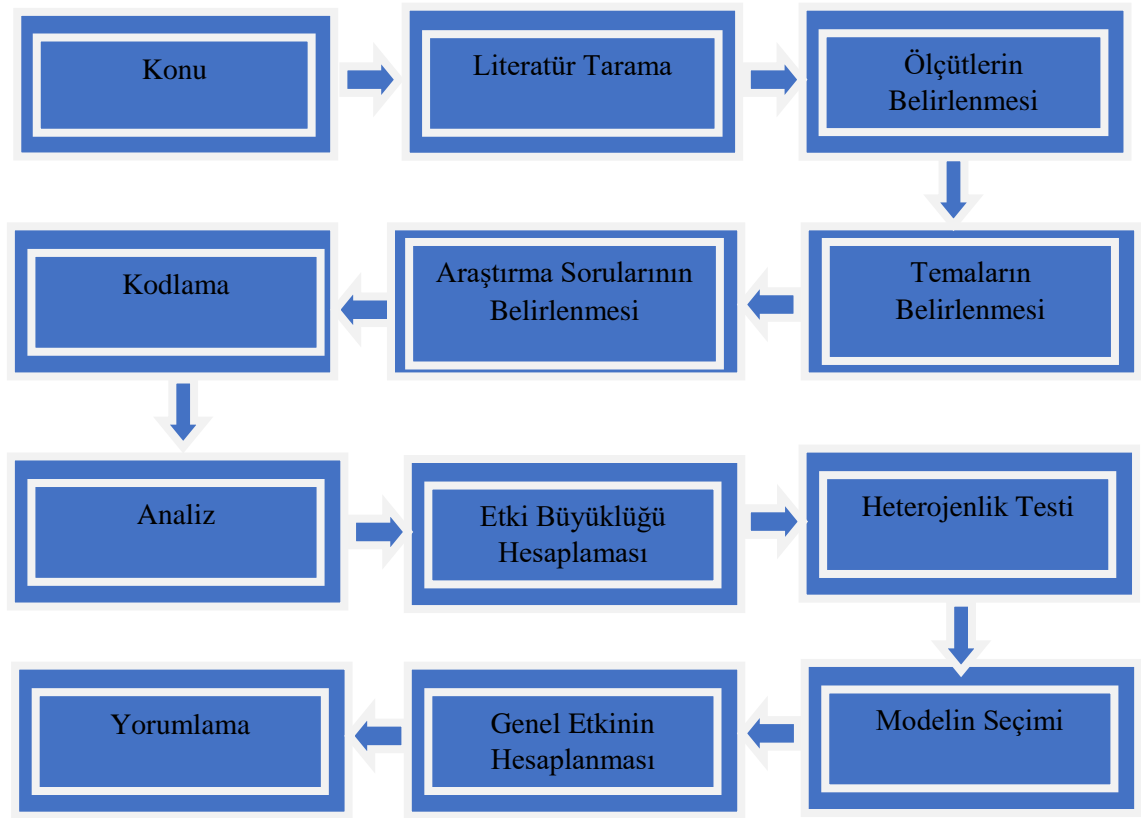 Konu
Literatür Tarama
Ölçütlerin
Belirlenmesi
Temaların
Belirlenmesi
Araştırma Sorularının
Belirlenmesi
Kodlama
Analiz
Etki Büyüklüğü
Hesaplaması
Heterojenlik Testi
Modelin Seçimi
Genel Etkinin
Hesaplanması
Yorumlama